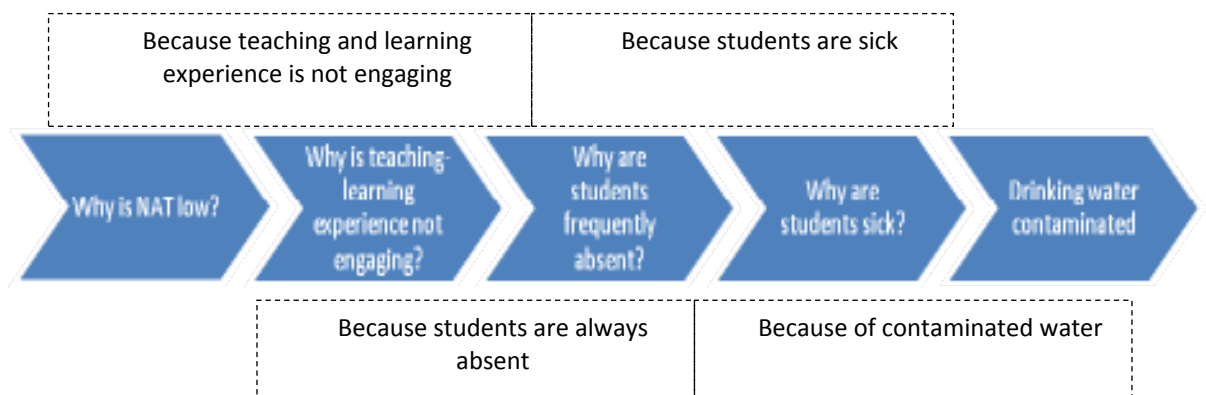 Because teaching and learning
experience is not engaging
Because students are sick
Why is NAT low?
Why is teaching-
learning
experience not
engaging?
Why are
students
frequently
absent?
Why are
students sick?
Drinking water
contaminated
Because students are always
absent
Because of contaminated water